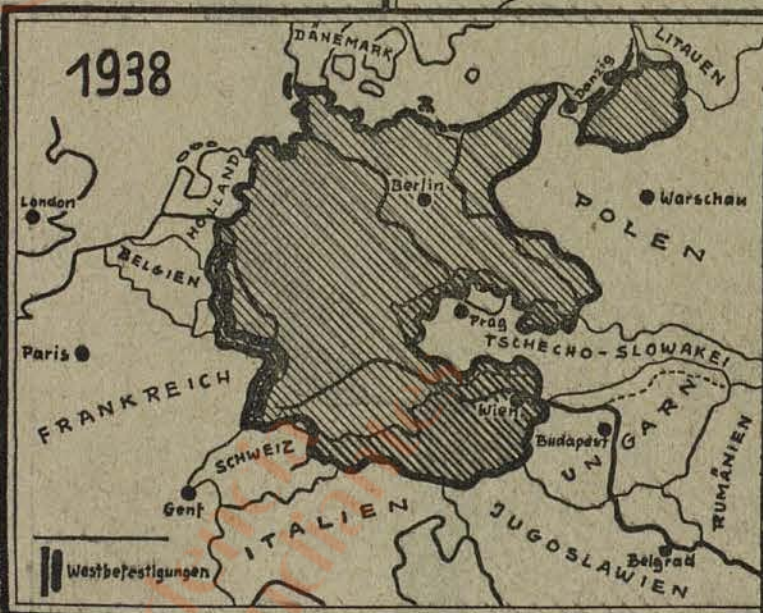 1938
DÄNEMARK
LITAUEN
Danzig
HOLLAND
London
Berlin
Warschau
POLEN
BELGIEN
Prag
TSCHECHO-SLOWAKEI
Paris
FRANKREICH
Wien
Budapest
UNGARN
RUMÄNIEN
SCHWEIZ
Genf
ITALIEN
JUGOSLAWIEN
Belgrad
Westbefestigungen